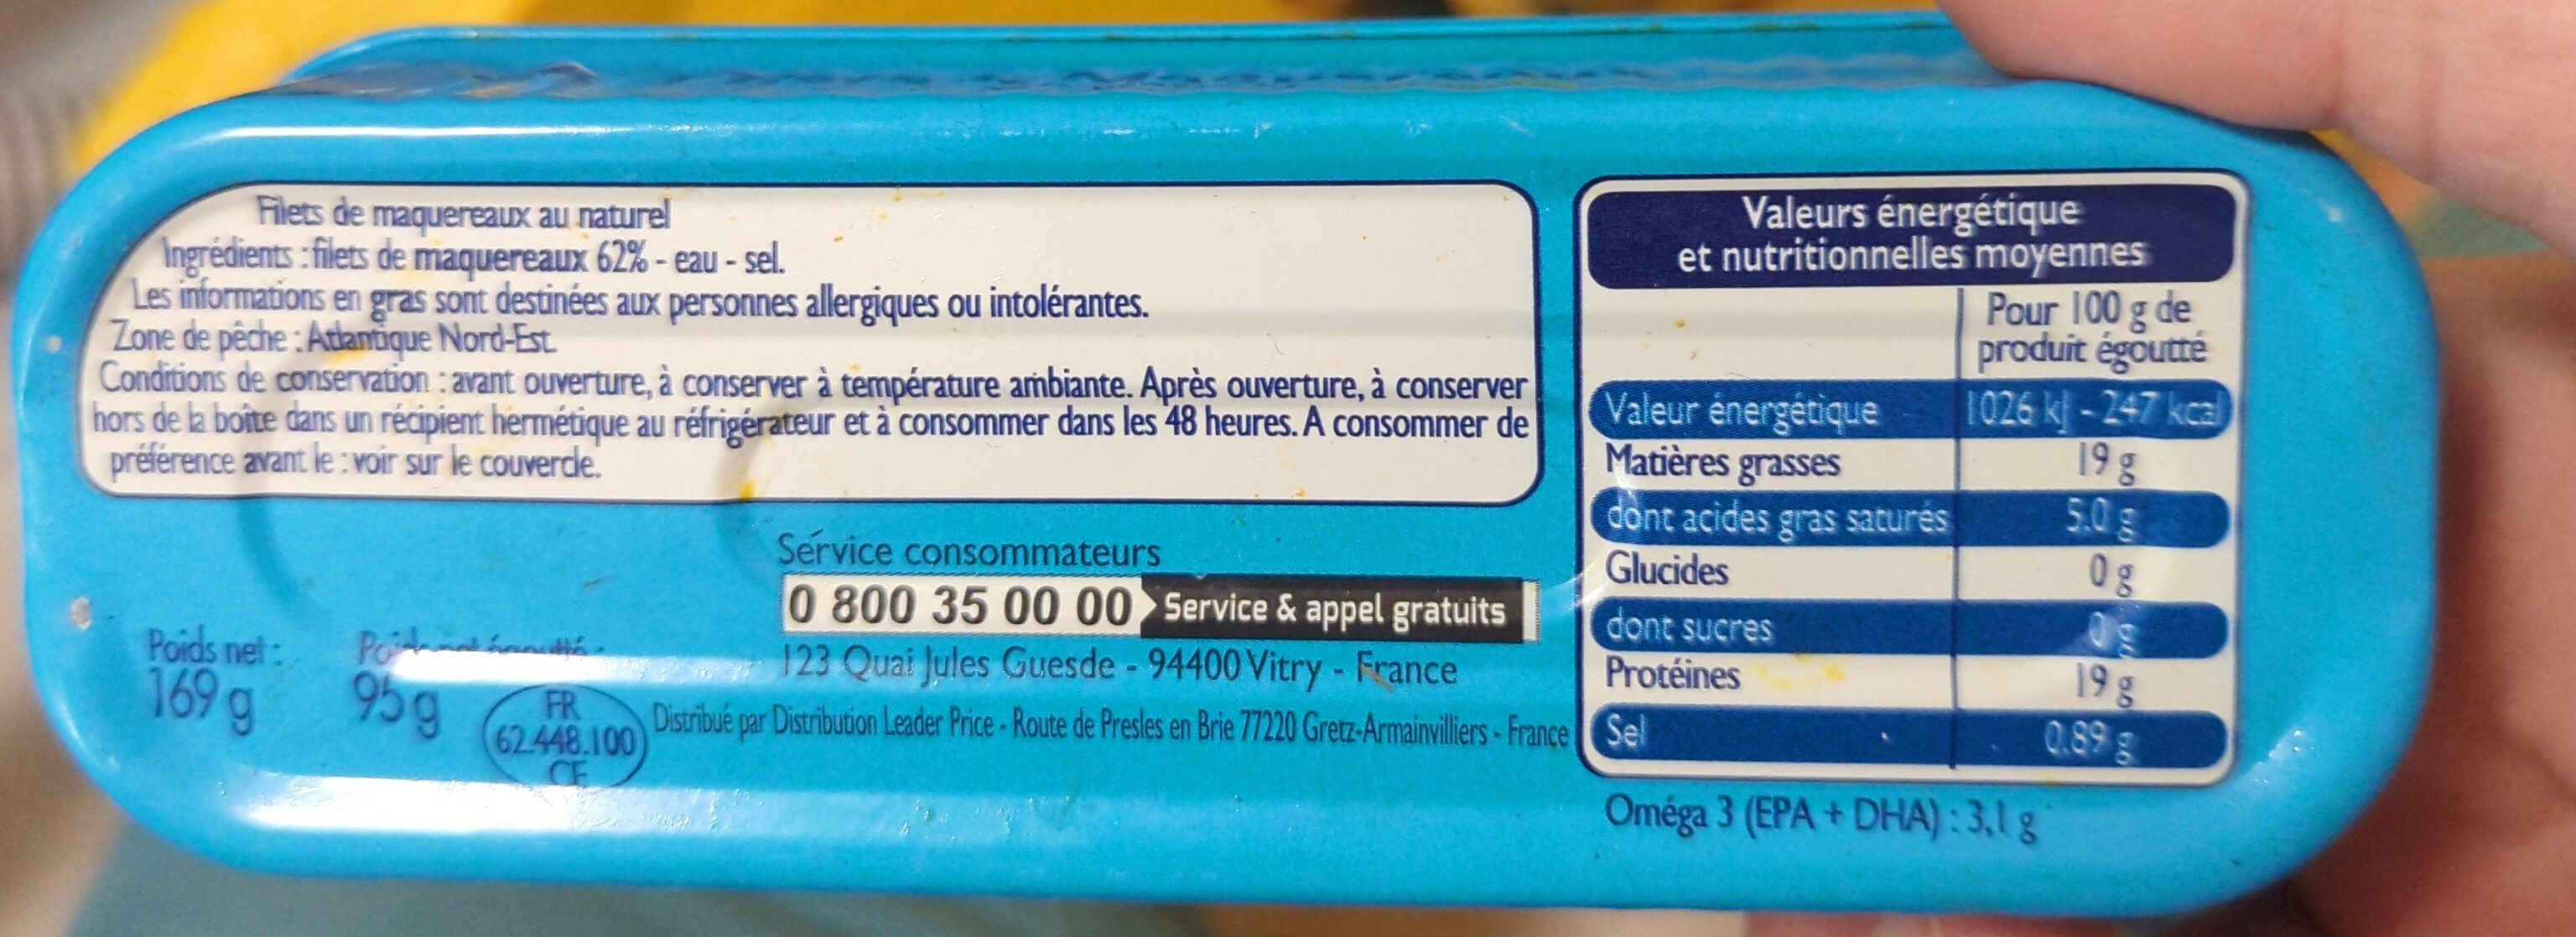 Filets de maquereaux au naturel
Ingrédients : filets de maquereaux 62% - eau - sel.
Les informations en gras sont destinées aux personnes allergiques ou intolérantes.
Zone de pêche : Atlantique Nord-Est.
Conditions de conservation : avant ouverture, à conserver à température ambiante. Après ouverture, à conserver
hors de la boîte dans un récipient hermétique au réfrigérateur et à consommer dans les 48 heures. A consommer de
préférence avant le : voir sur le couvercle.
Service consommateurs
0 800 35 00 00 Service & appel gratuits
123 Quai Jules Guesde - 94400 Vitry - France
Poids net :
169 g
Poids net égoutté :
95 g
FR
62.448.100
CE
Distribué par Distribution Leader Price - Route de Presles en Brie 77220 Gretz-Armainvilliers - France
Valeurs énergétique
et nutritionnelles moyennes
Pour 100 g de
produit égoutté
Valeur énergétique 1026 kJ - 247 kcal
Matières grasses 19 g
dont acides gras saturés 5.0 g
Glucides 0 g
dont sucres 0 g
Protéines 19 g
Sel 0.89 g
Oméga 3 (EPA + DHA) : 3,1 g